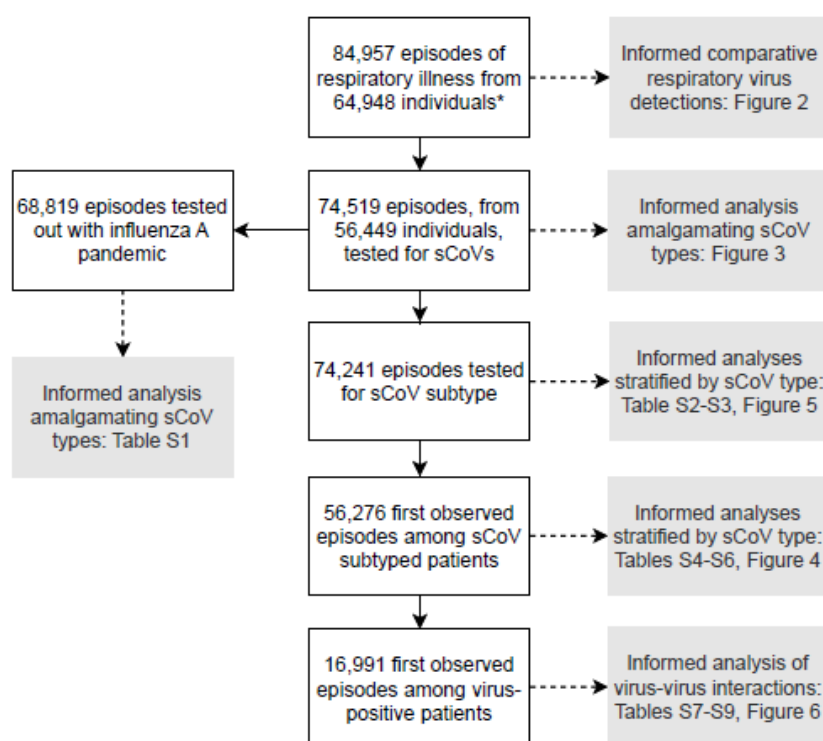 84,957 episodes of
respiratory illness from
64,948 individuals*
Informed comparative
respiratory virus
detections: Figure 2
68,819 episodes tested
out with influenza A
pandemic
74,519 episodes, from
56,449 individuals,
tested for sCoVs
Informed analysis
amalgamating sCoV
types: Figure 3
Informed analysis
amalgamating sCoV
types: Table S1
74,241 episodes tested
for sCoV subtype
Informed analyses
stratified by sCoV type:
Table S2-S3, Figure 5
56,276 first observed
episodes among sCoV
subtyped patients
Informed analyses
stratified by sCoV type:
Tables S4-S6, Figure 4
16,991 first observed
episodes among virus-
positive patients
Informed analysis of
virus-virus interactions:
Tables S7-S9, Figure 6